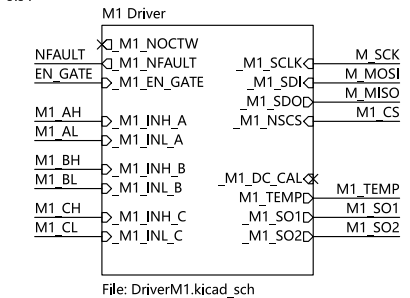 M1 Driver
_M1_NOCTW
NFAULT
_M1_NFAULT
EN_GATE
_M1_EN_GATE
M1_AH
_M1_INH_A
M1_AL
_M1_INL_A
M1_BH
_M1_INH_B
M1_BL
_M1_INL_B
M1_CH
_M1_INH_C
M1_CL
_M1_INL_C
_M1_SCLK
M_SCK
_M1_SDI
M_MOSI
_M1_SDO
M_MISO
_M1_NSCS
M1_CS
_M1_DC_CAL
M1_TEMP
M1_TEMP
_M1_SO1
M1_SO1
_M1_SO2
M1_SO2
File: DriverM1.kicad_sch